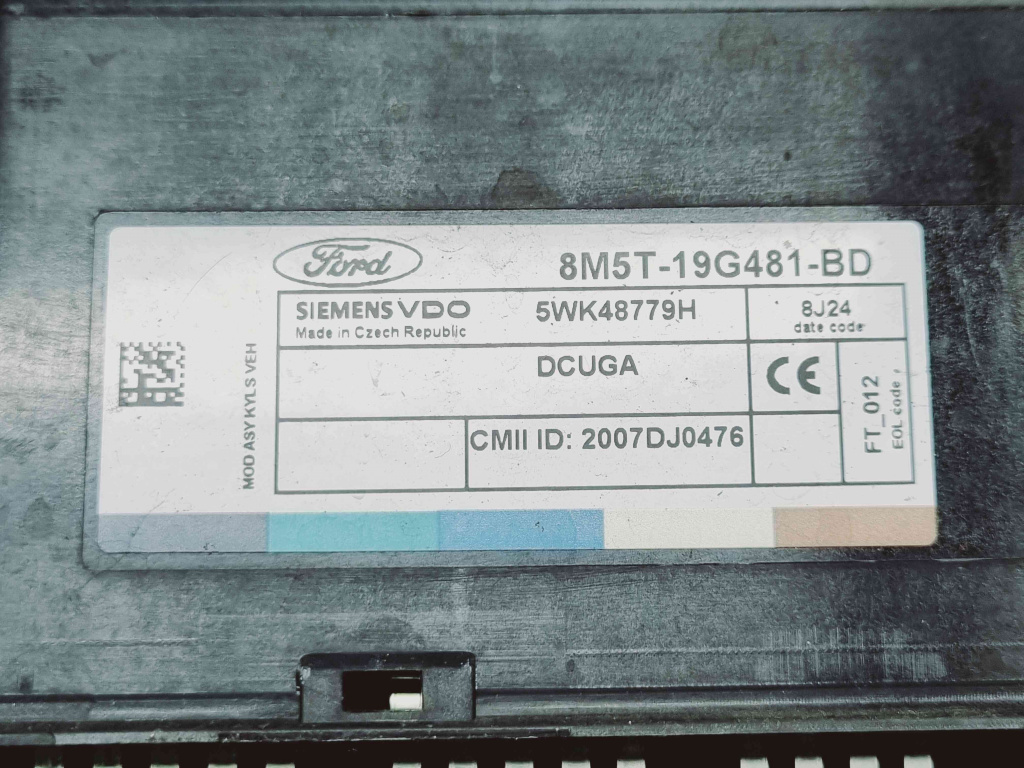 Ford
8M5T-19G481-BD
SIEMENS VDO
Made in Czech Republic
5WK48779H
8J24
date code
MOD ASY KYLS VEH
DCUGA
CE
FT_012
EOL code
CMII ID: 2007DJ0476